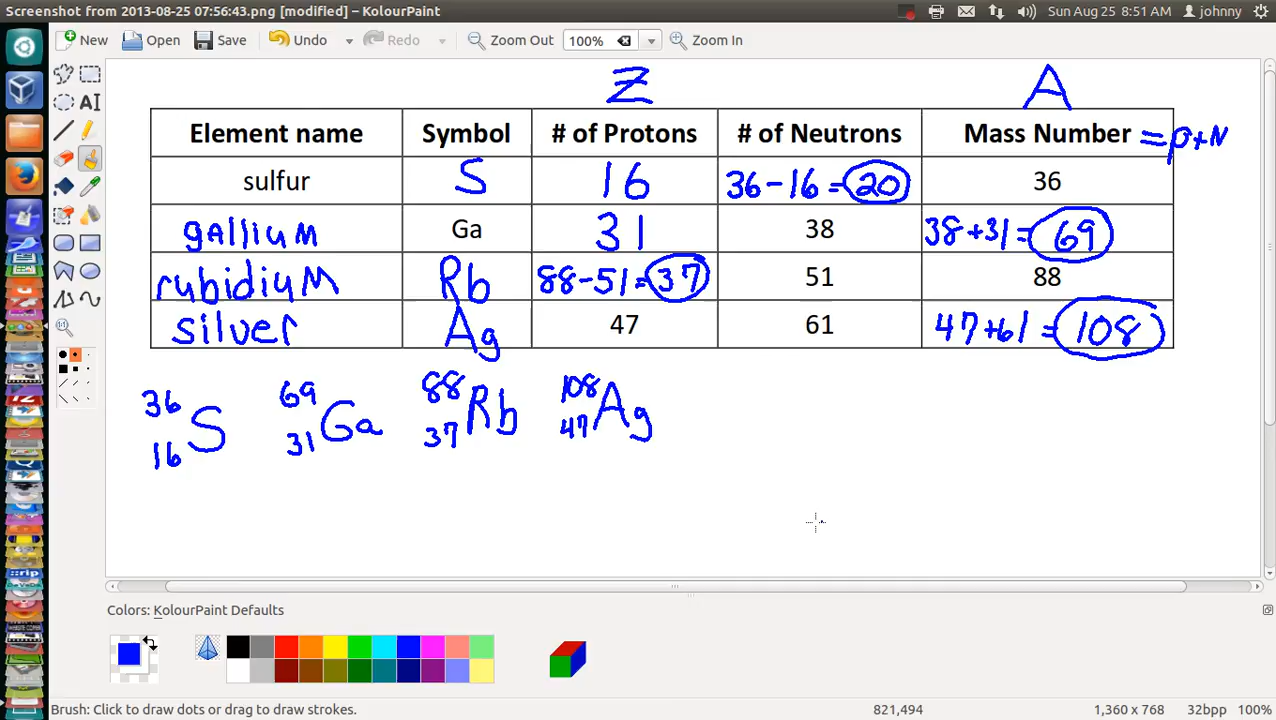 Screenshot from 2013-08-25 07:56:43.png [modified] - KolourPaint
Sun Aug 25 8:51 AM johnny
New Open Save Undo Redo Zoom Out 100% Zoom In
Z A
Element name Symbol # of Protons # of Neutrons Mass Number = p+N
sulfur S 16 36-16=20 36
gallium Ga 31 38 38+31=69
rubidium Rb 88-51=37 51 88
silver Ag 47 61 47+61=108
36 16 S 69 31 Ga 88 37 Rb 108 47 Ag
Colors: KolourPaint Defaults
Brush: Click to draw dots or drag to draw strokes. 821,494 1,360 x 768 32bpp 100%